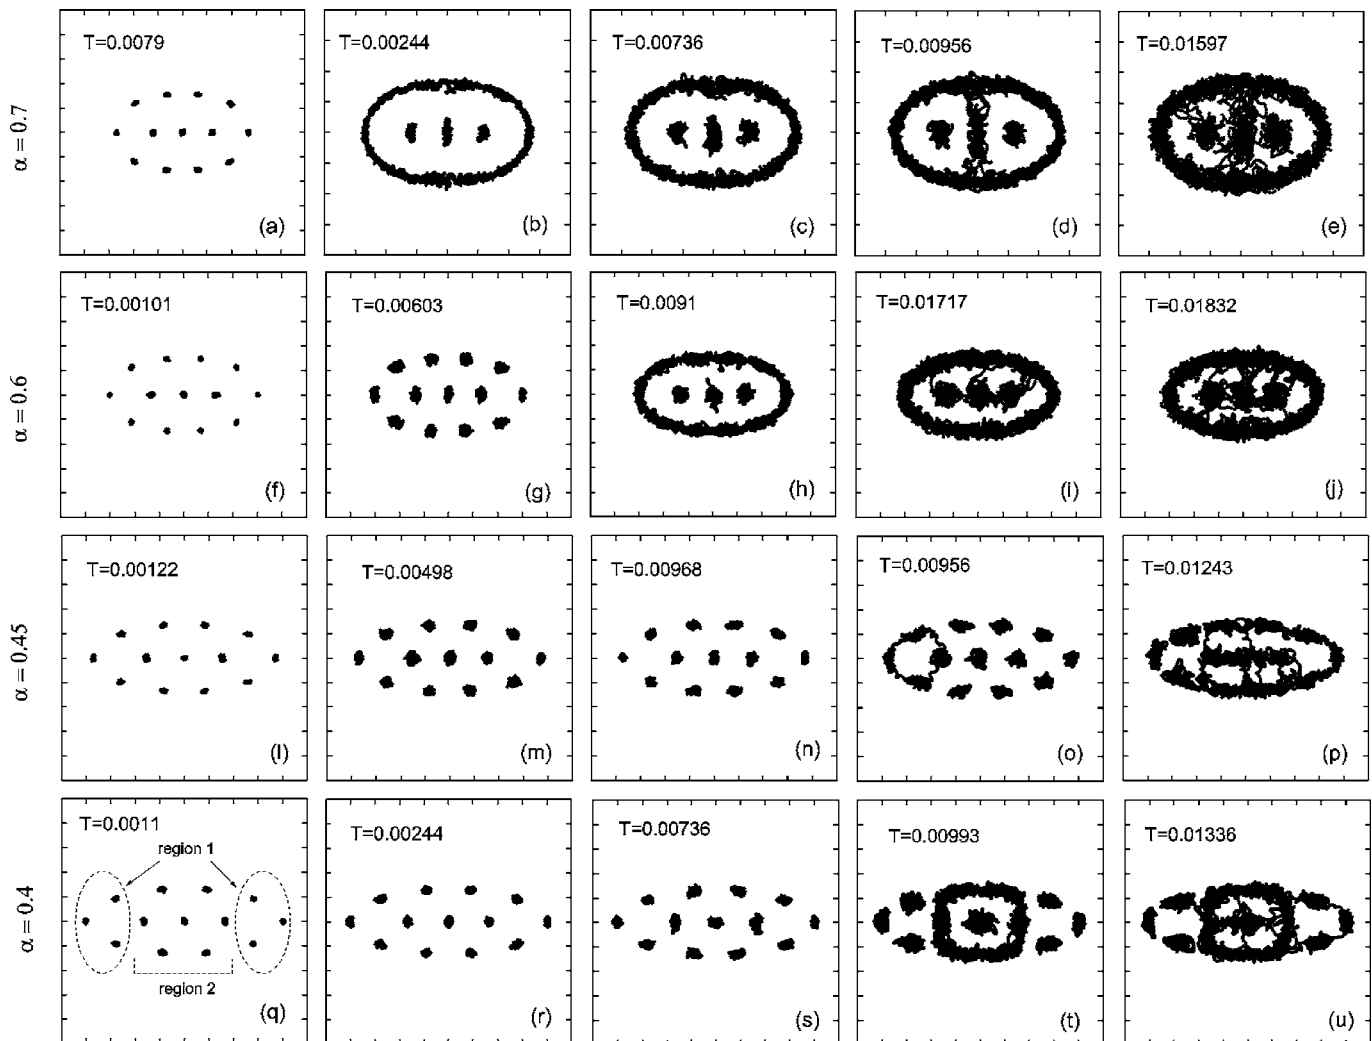 α = 0.7
T=0.0079
(a)
T=0.00244
(b)
T=0.00736
(c)
T=0.00956
(d)
T=0.01597
(e)
α = 0.6
T=0.00101
(f)
T=0.00603
(g)
T=0.0091
(h)
T=0.01717
(i)
T=0.01832
(j)
α = 0.45
T=0.00122
(l)
T=0.00498
(m)
T=0.00968
(n)
T=0.00956
(o)
T=0.01243
(p)
α = 0.4
T=0.0011
region 1
region 2
(q)
T=0.00244
(r)
T=0.00736
(s)
T=0.00993
(t)
T=0.01336
(u)